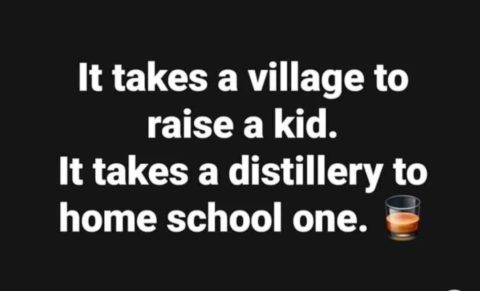 It takes a village to
raise a kid.
It takes a distillery to
home school one. 🥃